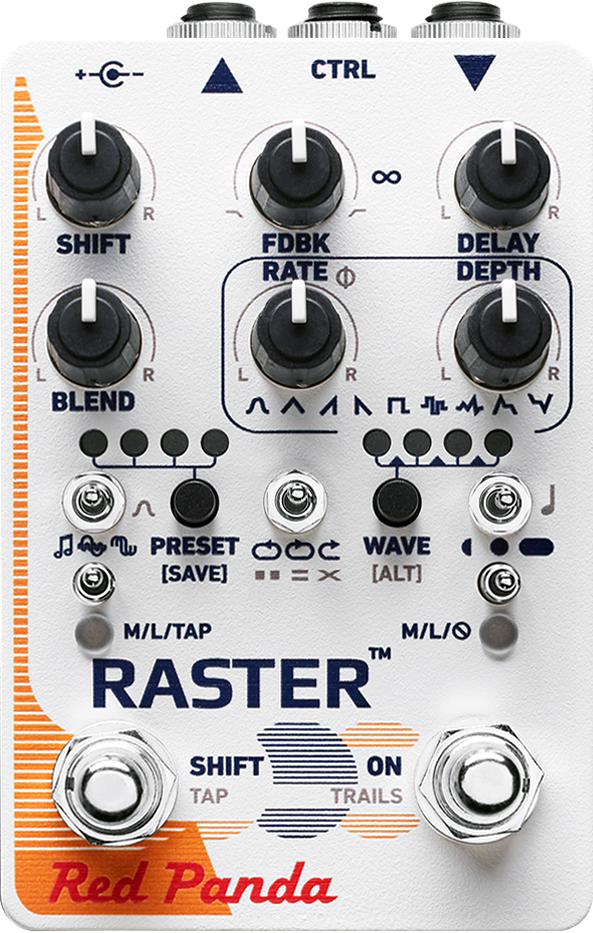 CTRL
L R L R
SHIFT FDBK DELAY
RATE DEPTH
L R L R L R
BLEND
PRESET WAVE
[SAVE] [ALT]
M/L/TAP M/L/
RASTER™
SHIFT ON
TAP TRAILS
Red Panda